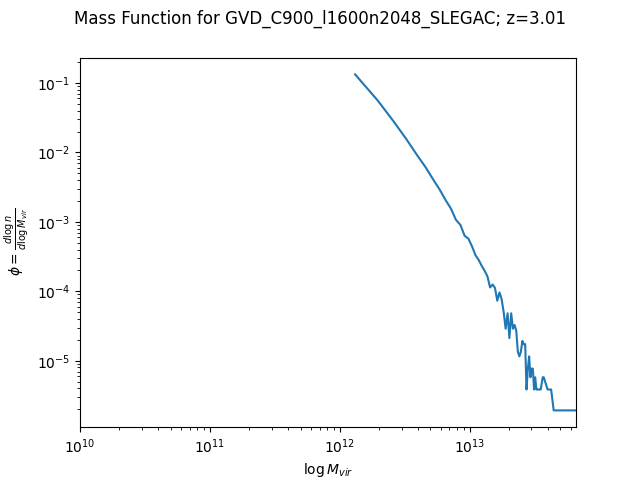 Mass Function for GVD_C900_l1600n2048_SLEGAC; z=3.01
10⁻¹
10⁻²
10⁻³
10⁻⁴
10⁻⁵
ϕ = d log n / d log M_vir
10¹⁰ 10¹¹ 10¹² 10¹³
log M_vir